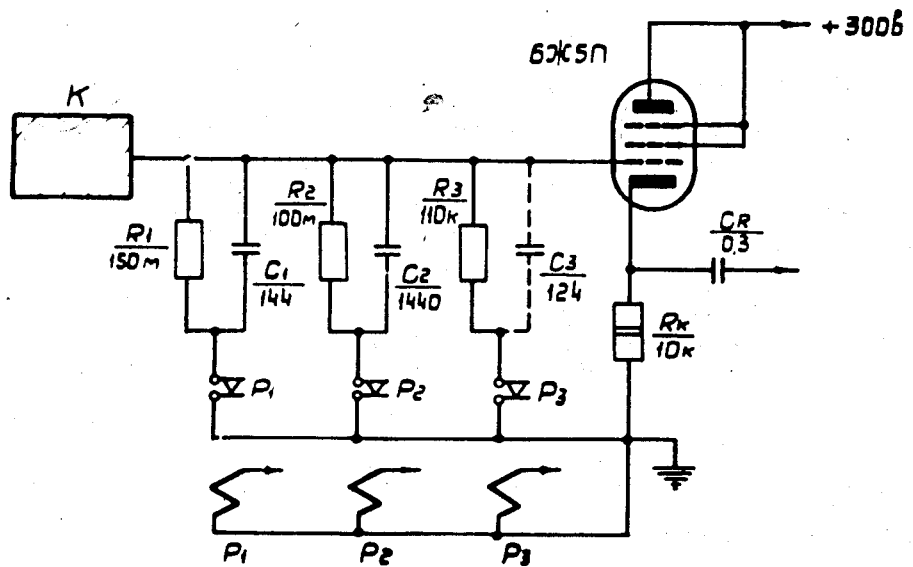 + 300в
6Ж5П
К
R1
150м
C1
144
R2
100м
C2
1440
R3
110к
C3
124
CR
0,3
Rк
10к
P1
P2
P3
P1
P2
P3